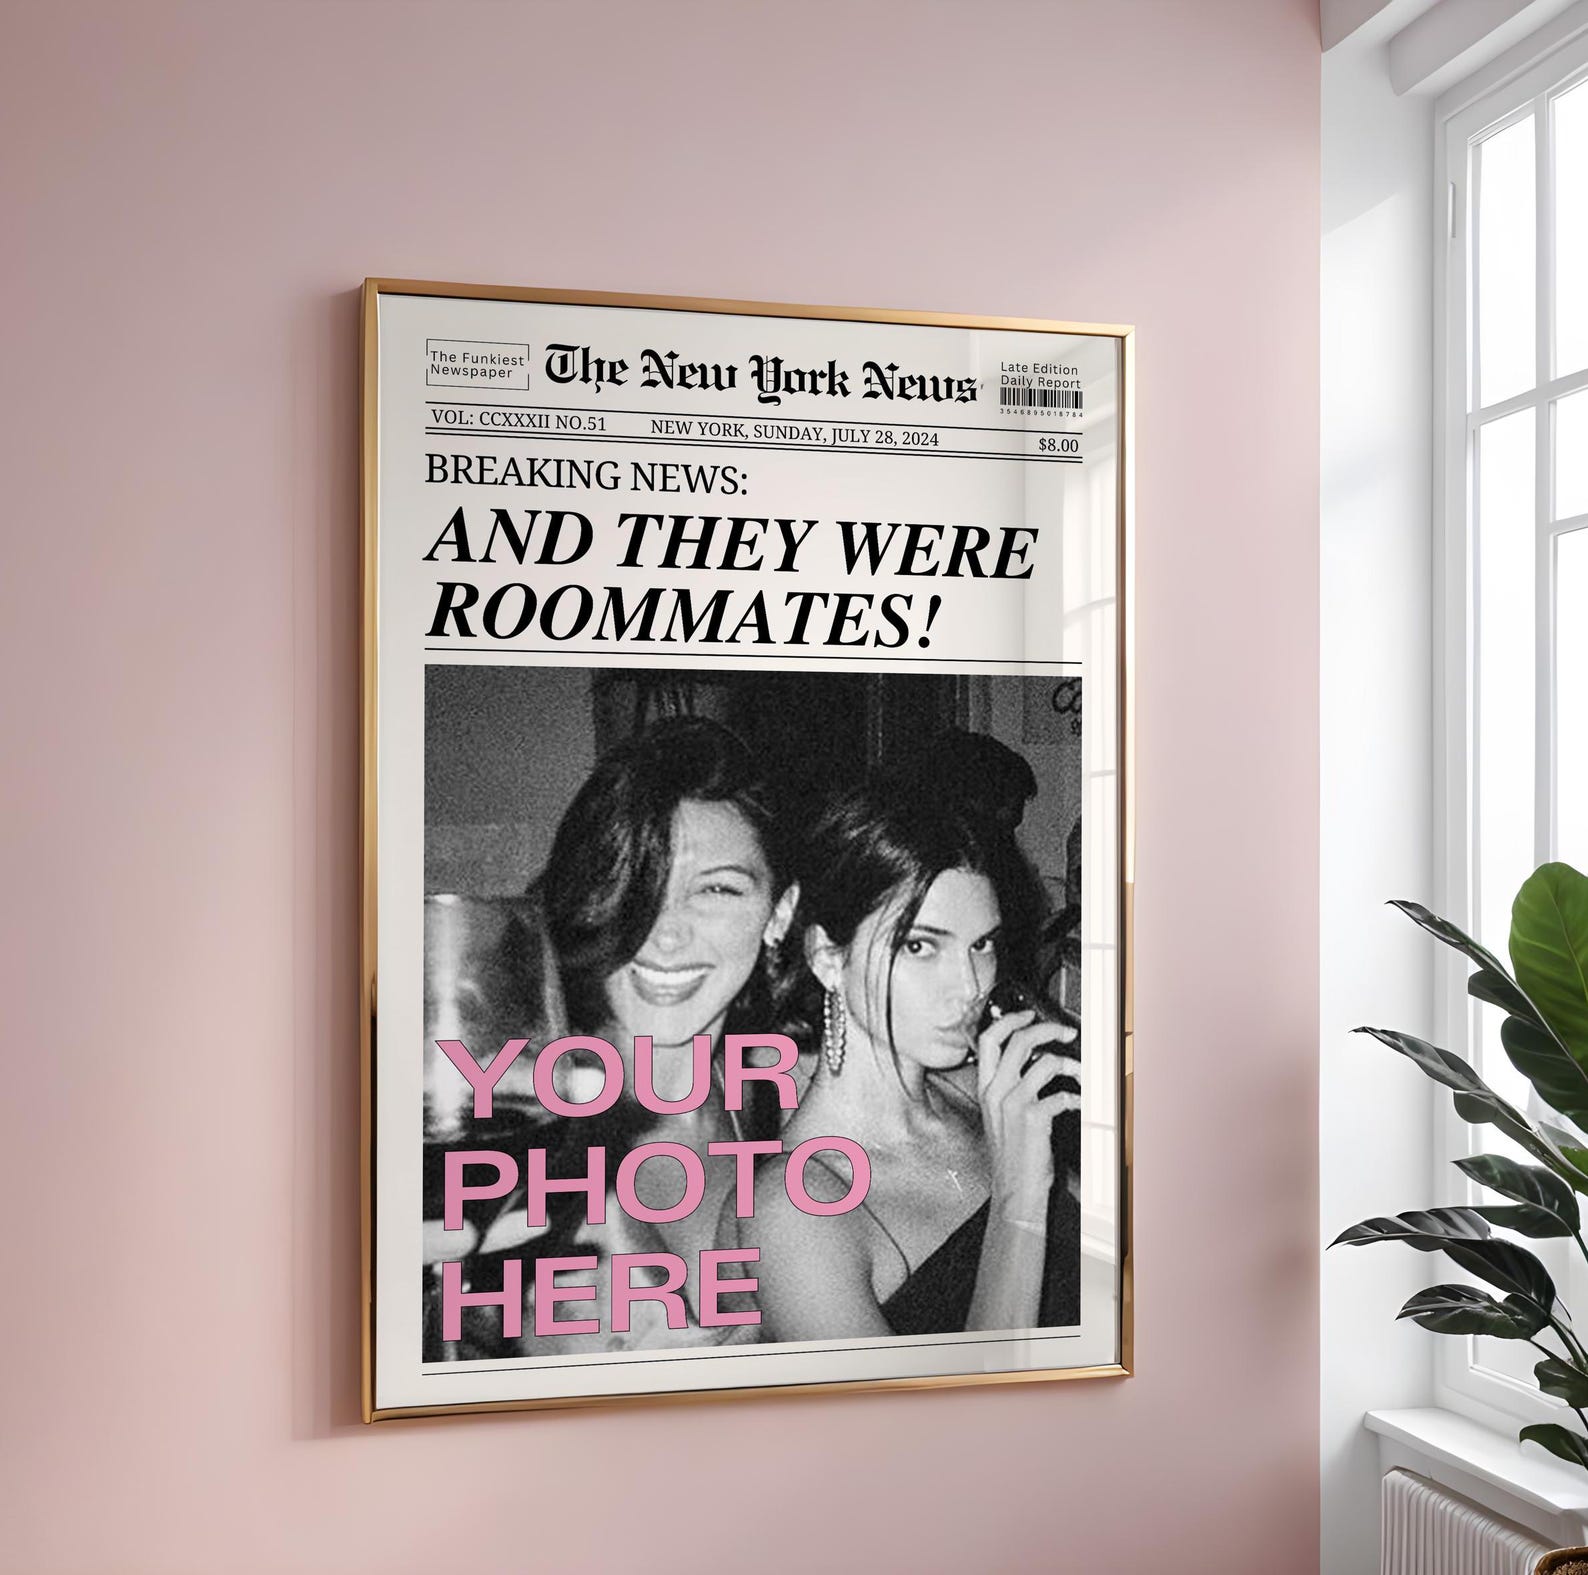 The Funkiest
Newspaper
The New York News
Late Edition
Daily Report
3546895018784
VOL: CCXXXII NO.51
NEW YORK, SUNDAY, JULY 28, 2024
$8.00
BREAKING NEWS:
AND THEY WERE
ROOMMATES!
YOUR
PHOTO
HERE